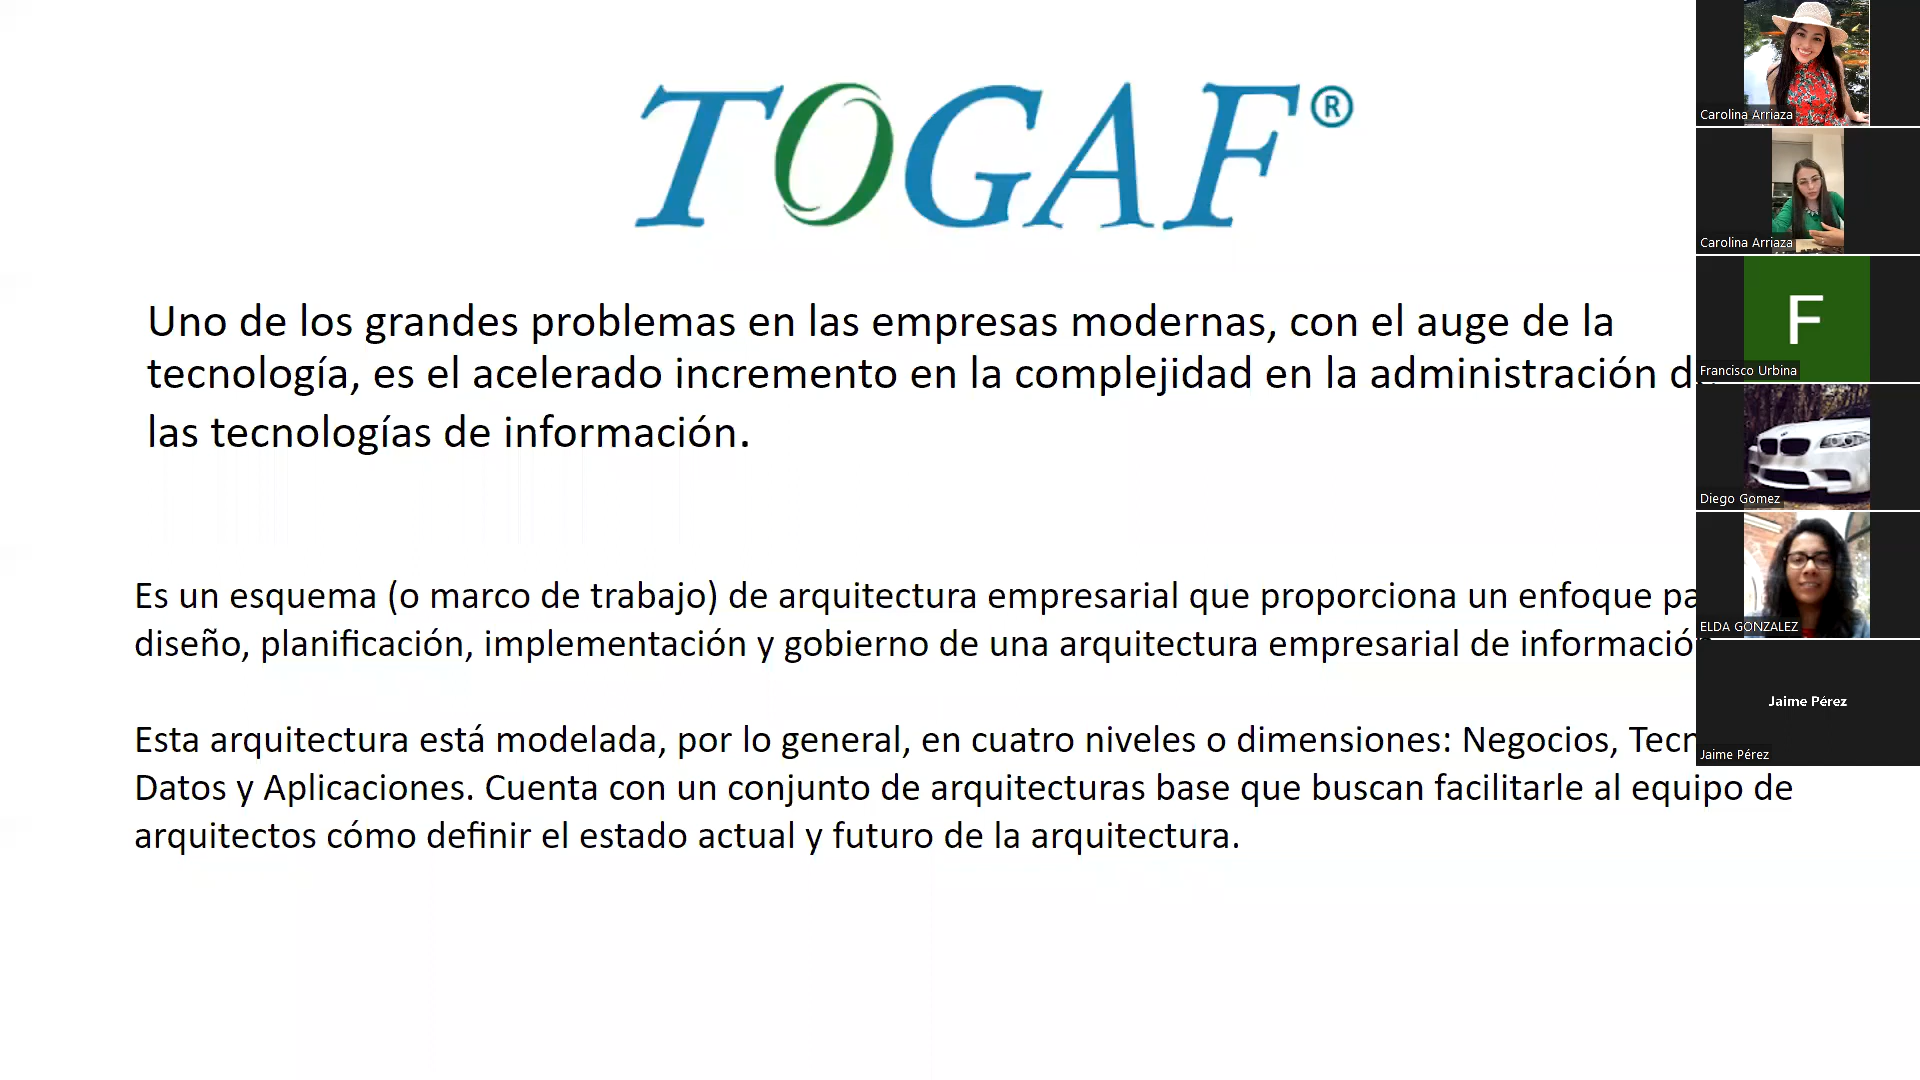 TOGAF®
Uno de los grandes problemas en las empresas modernas, con el auge de la
tecnología, es el acelerado incremento en la complejidad en la administración
las tecnologías de información.
Es un esquema (o marco de trabajo) de arquitectura empresarial que proporciona un enfoque
diseño, planificación, implementación y gobierno de una arquitectura empresarial de
Esta arquitectura está modelada, por lo general, en cuatro niveles o dimensiones: Negocios,
Datos y Aplicaciones. Cuenta con un conjunto de arquitecturas base que buscan facilitarle al equipo de
arquitectos cómo definir el estado actual y futuro de la arquitectura.
Carolina Arriaza
Carolina Arriaza
F
Francisco Urbina
Diego Gomez
ELDA GONZALEZ
Jaime Pérez
Jaime Pérez